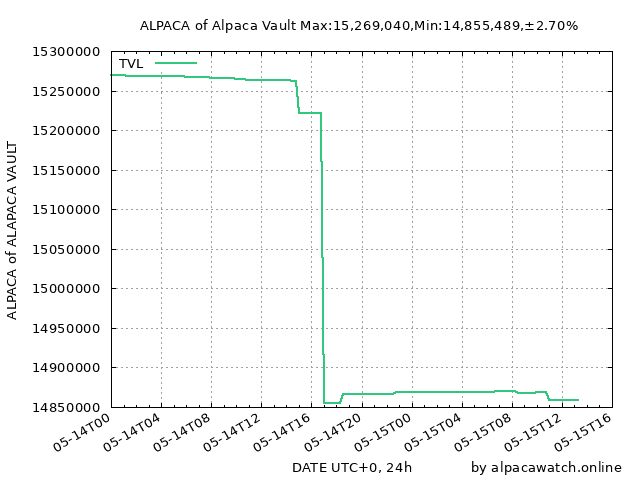 ALPACA of Alpaca Vault Max:15,269,040,Min:14,855,489,±2.70%
TVL
15300000
15250000
15200000
15150000
15100000
15050000
15000000
14950000
14900000
14850000
ALPACA of ALAPACA VAULT
05-14T00
05-14T04
05-14T08
05-14T12
05-14T16
05-14T20
05-15T00
05-15T04
05-15T08
05-15T12
05-15T16
DATE UTC+0, 24h
by alpacawatch.online